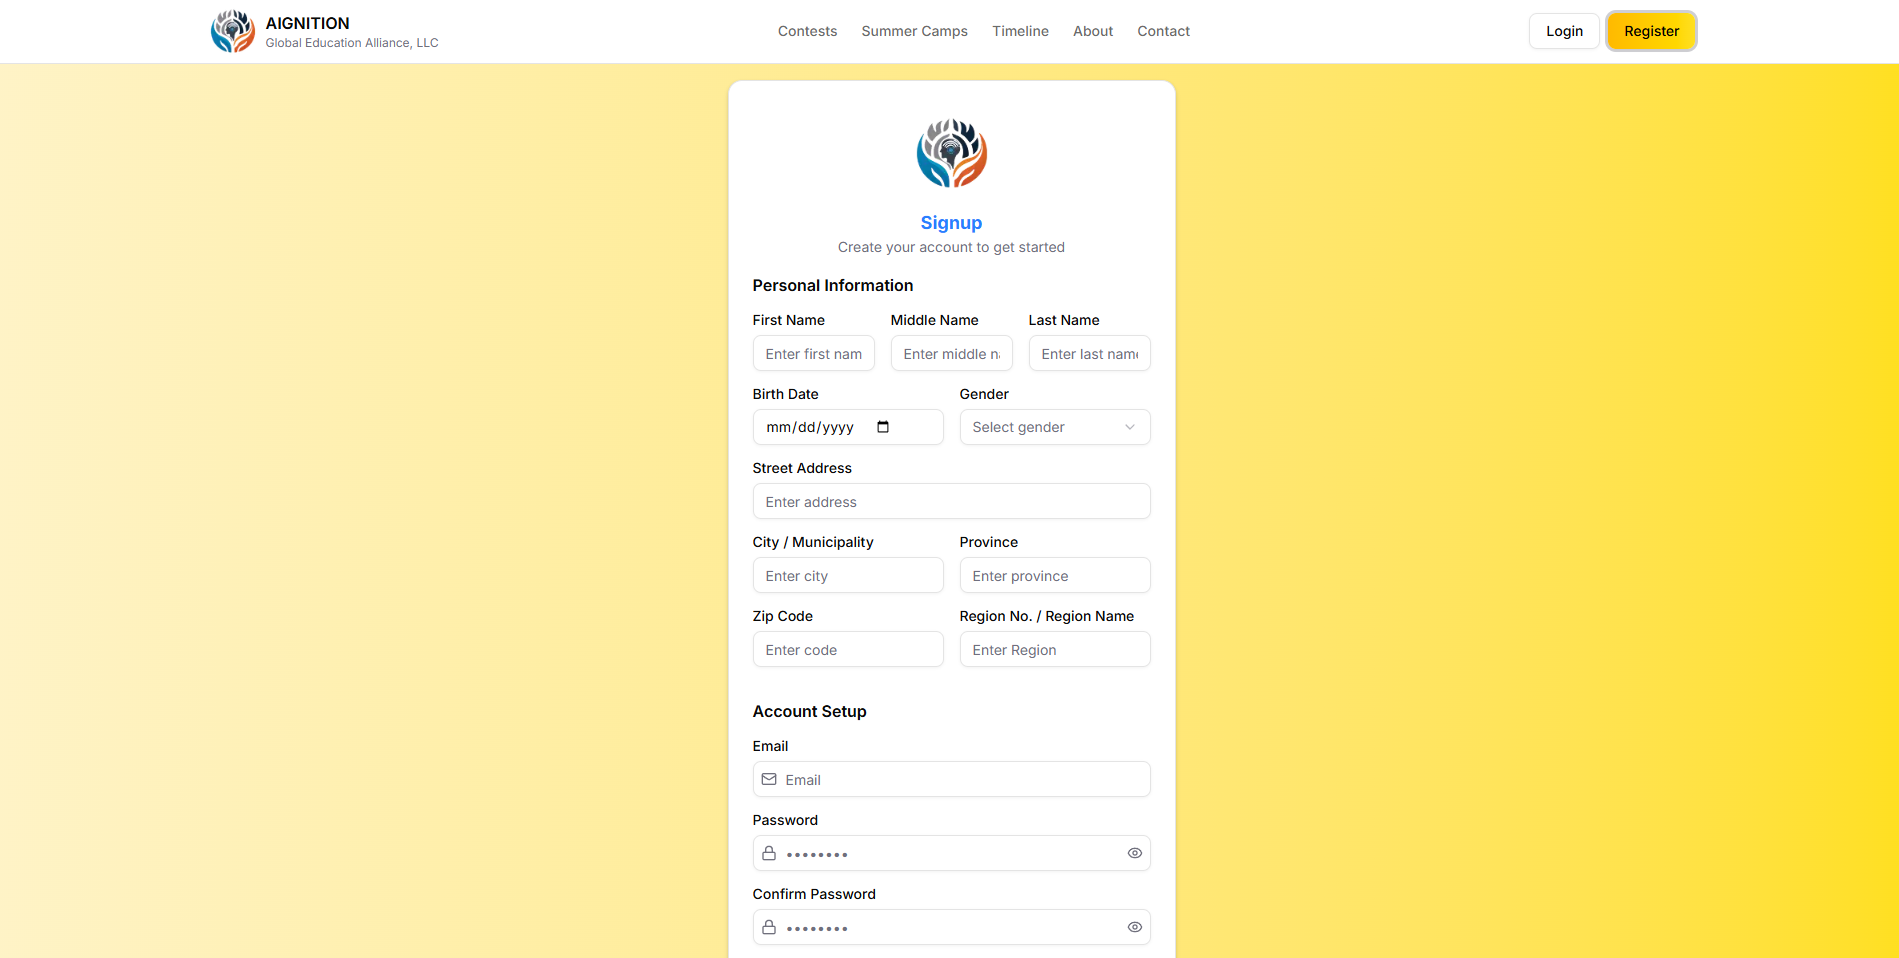 AIGNITION
Global Education Alliance, LLC
Contests Summer Camps Timeline About Contact
Login Register
Signup
Create your account to get started
Personal Information
First Name Middle Name Last Name
Enter first nam Enter middle na Enter last name
Birth Date Gender
mm/dd/yyyy Select gender
Street Address
Enter address
City / Municipality Province
Enter city Enter province
Zip Code Region No. / Region Name
Enter code Enter Region
Account Setup
Email
Email
Password
••••••••
Confirm Password
••••••••